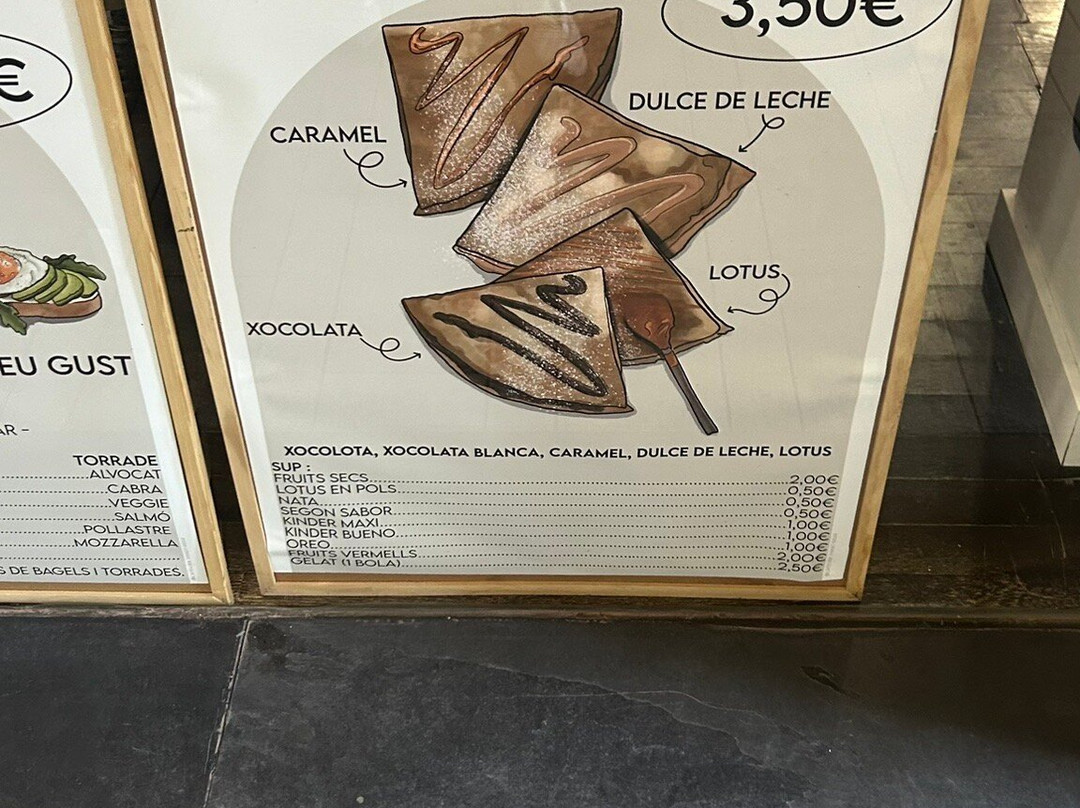 €
EU GUST
AR -
TORRADE
ALVOCAT
CABRA
VEGGIE
SALMÓ
POLLASTRE
MOZZARELLA
S DE BAGELS I TORRADES.
3,50€
CARAMEL
DULCE DE LECHE
LOTUS
XOCOLATA
XOCOLOTA, XOCOLATA BLANCA, CARAMEL, DULCE DE LECHE, LOTUS
SUP :
FRUITS SECS 2,00€
LOTUS EN POLS 0,50€
NATA 0,50€
SEGON SABOR 0,50€
KINDER MAXI 1,00€
KINDER BUENO 1,00€
OREO 1,00€
FRUITS VERMELLS 2,00€
GELAT (1 BOLA) 2,50€